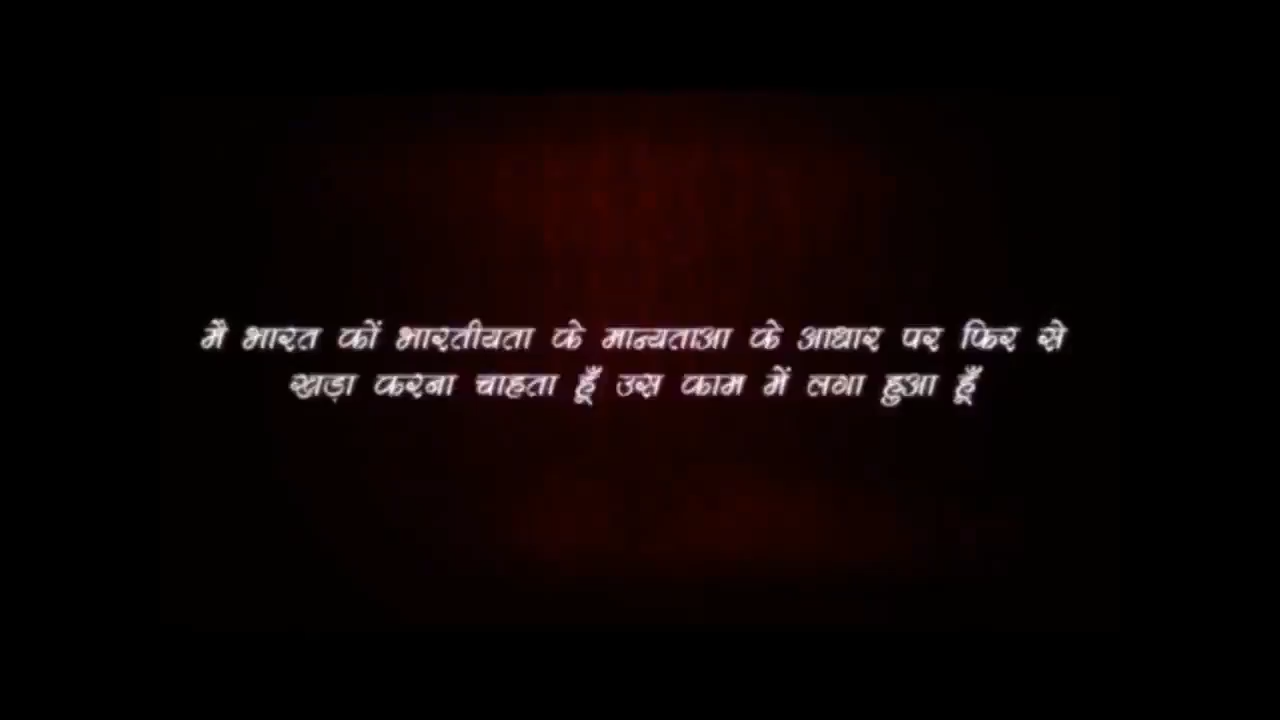 मै भारत कों भारतीयता के मान्यताआ के आधार पर फिर से
खड़ा करना चाहता हूँ उस काम में लगा हुआ हूँ